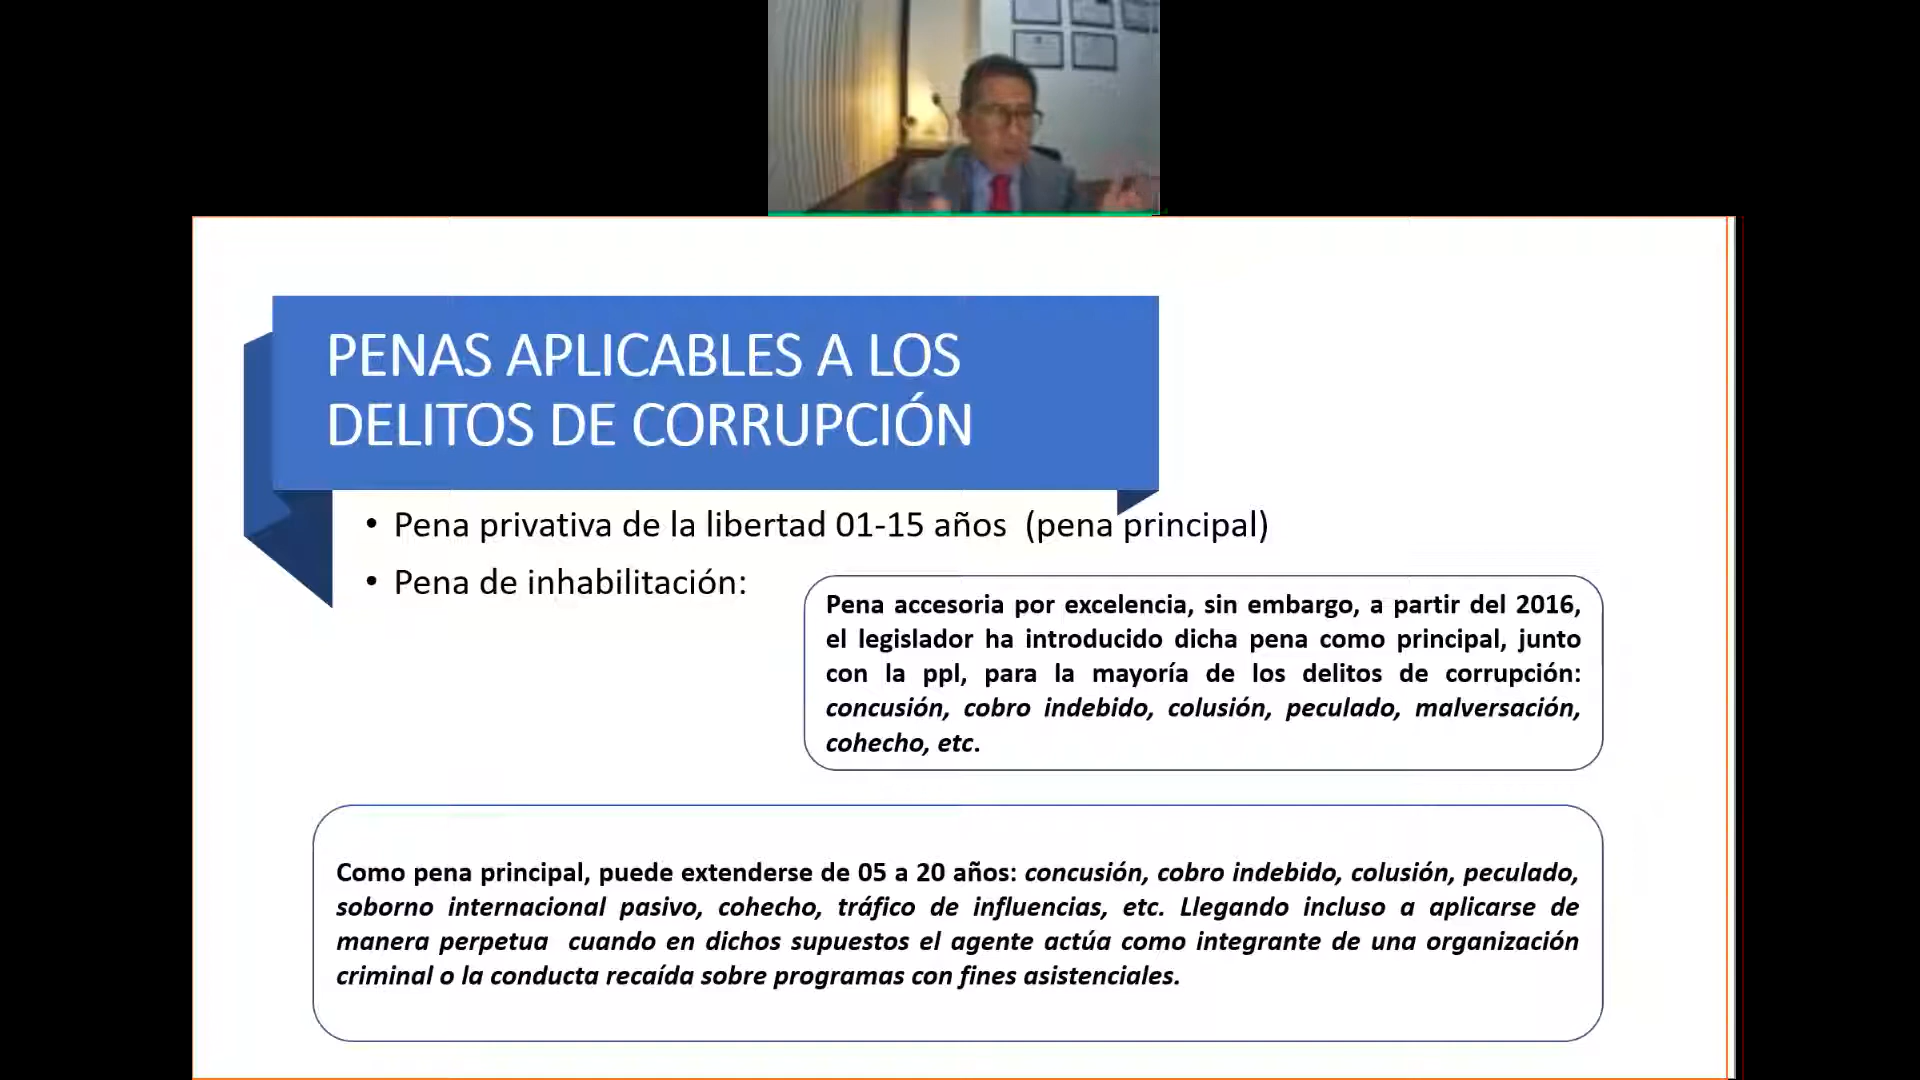 PENAS APLICABLES A LOS
DELITOS DE CORRUPCIÓN
• Pena privativa de la libertad 01-15 años (pena principal)
• Pena de inhabilitación:
Pena accesoria por excelencia, sin embargo, a partir del 2016,
el legislador ha introducido dicha pena como principal, junto
con la ppl, para la mayoría de los delitos de corrupción:
concusión, cobro indebido, colusión, peculado, malversación,
cohecho, etc.
Como pena principal, puede extenderse de 05 a 20 años: concusión, cobro indebido, colusión, peculado,
soborno internacional pasivo, cohecho, tráfico de influencias, etc. Llegando incluso a aplicarse de
manera perpetua cuando en dichos supuestos el agente actúa como integrante de una organización
criminal o la conducta recaída sobre programas con fines asistenciales.